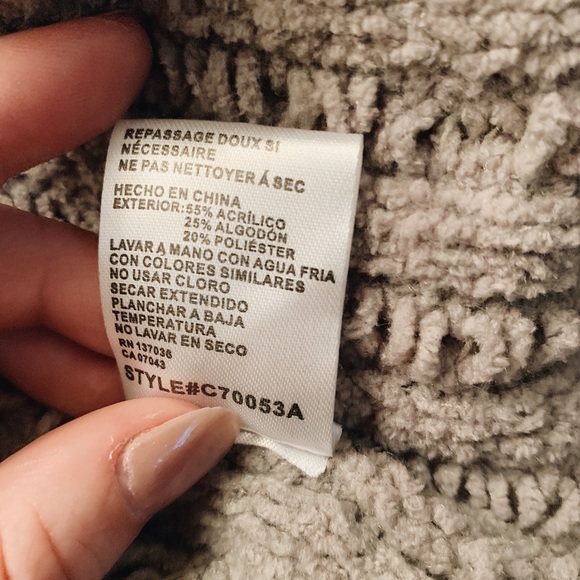 REPASSAGE DOUX SI
NÉCESSAIRE
NE PAS NETTOYER Á SEC
HECHO EN CHINA
EXTERIOR: 55% ACRÍLICO
25% ALGODÓN
20% POLIÉSTER
LAVAR A MANO CON AGUA FRIA
CON COLORES SIMILARES
NO USAR CLORO
SECAR EXTENDIDO
PLANCHAR A BAJA
TEMPERATURA
NO LAVAR EN SECO
RN 137036
CA 07043
STYLE#C70053A